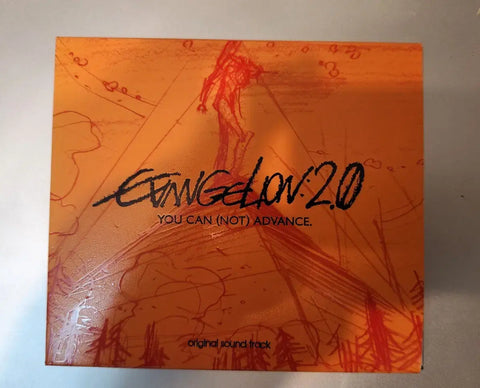 EVANGELION:2.0
YOU CAN (NOT) ADVANCE.
original sound track